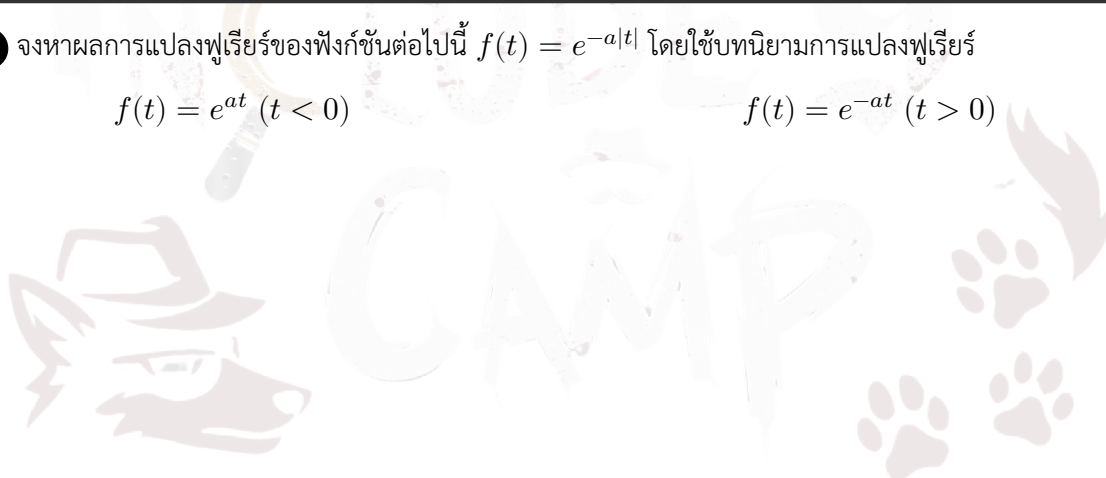 จงหาผลการแปลงฟูเรียร์ของฟังก์ชันต่อไปนี้ f(t) = e^{-a|t|} โดยใช้บทนิยามการแปลงฟูเรียร์
f(t) = e^{at} (t < 0) f(t) = e^{-at} (t > 0)
CAMP